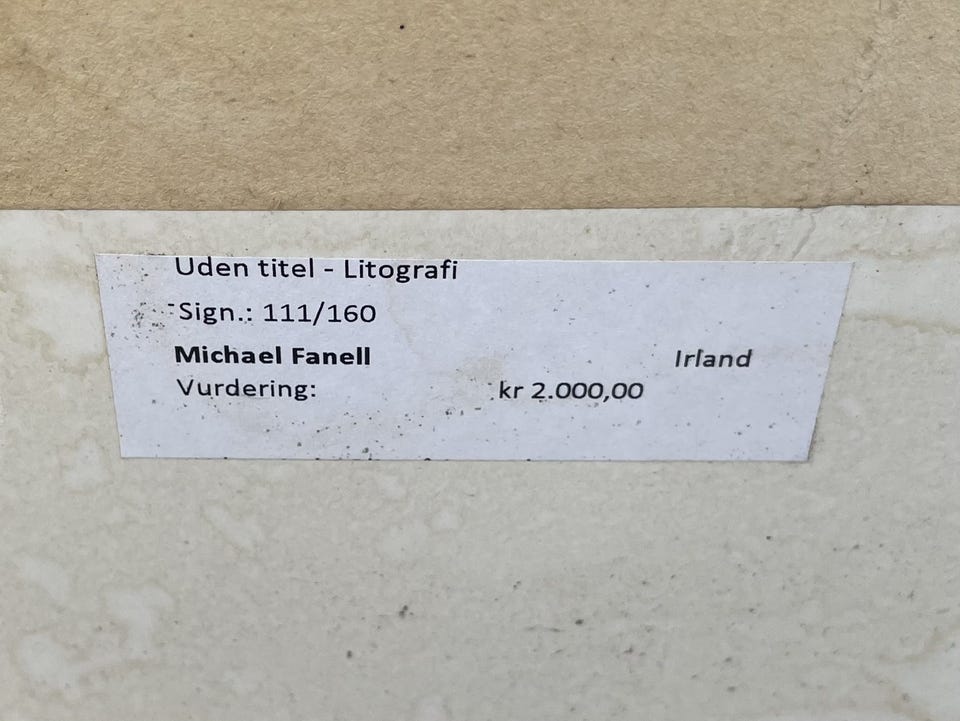 Uden titel - Litografi
Sign.: 111/160
Michael Fanell Irland
Vurdering: kr 2.000,00